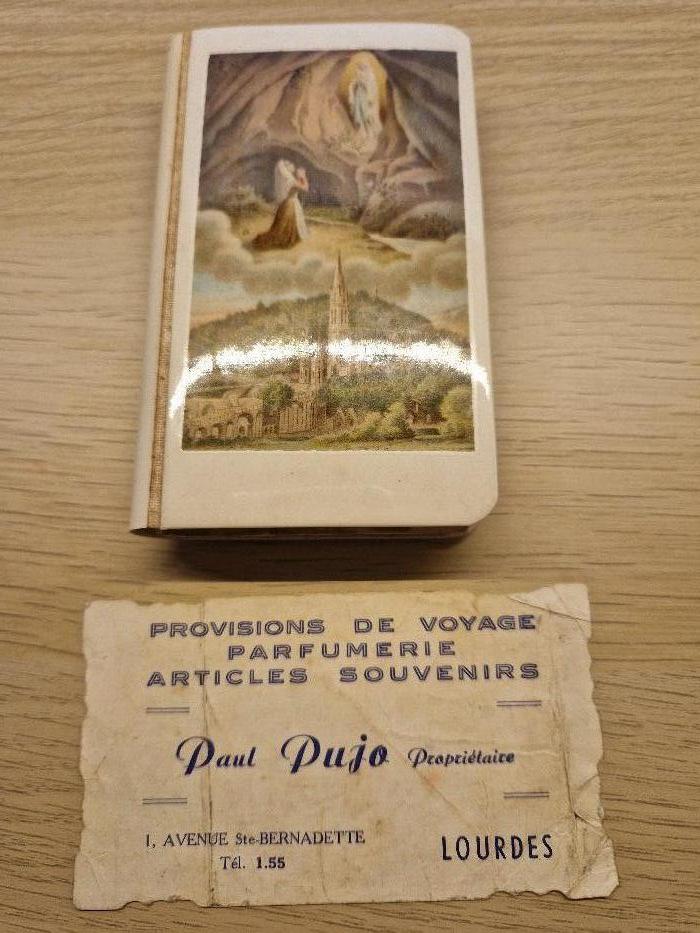 PROVISIONS DE VOYAGE
PARFUMERIE
ARTICLES SOUVENIRS
Paul Pujo Propriétaire
1, AVENUE Ste-BERNADETTE
Tél. 1.55
LOURDES